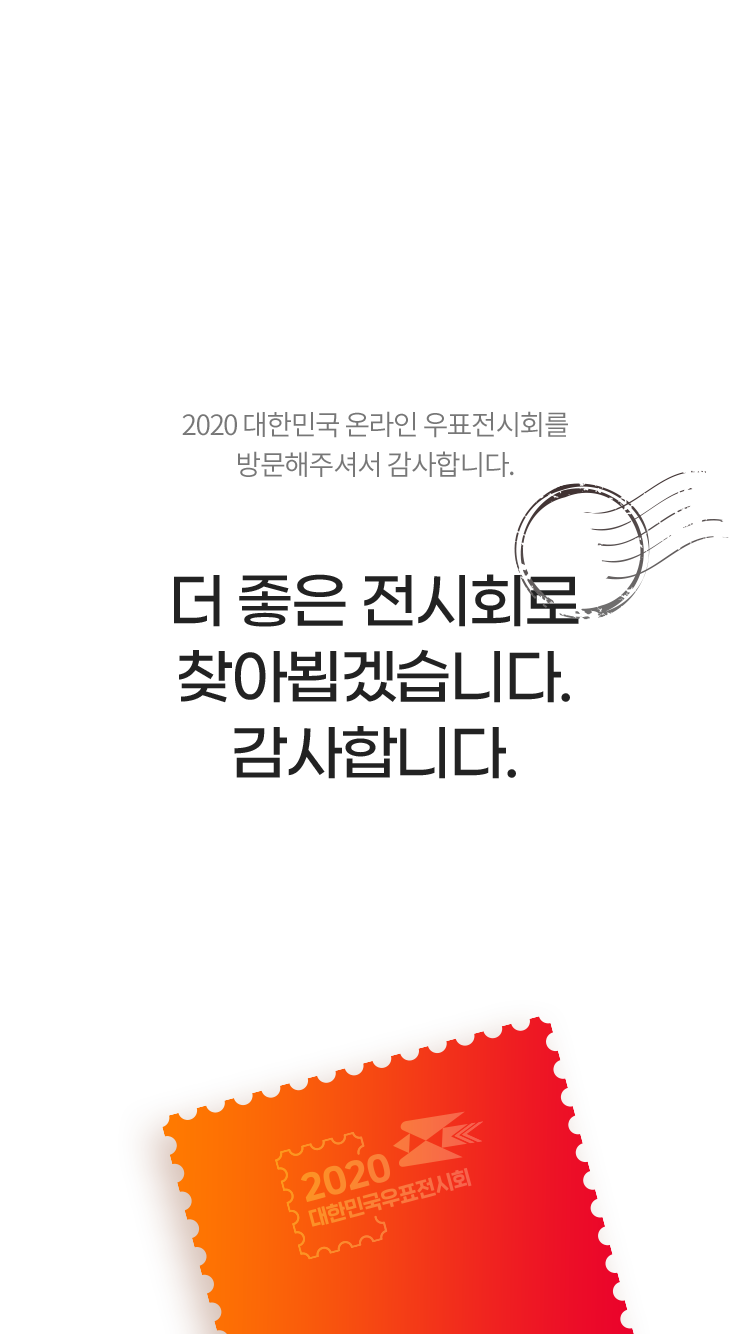 2020 대한민국 온라인 우표전시회를
방문해주셔서 감사합니다.
더 좋은 전시회로
찾아뵙겠습니다.
감사합니다.
2020
대한민국우표전시회